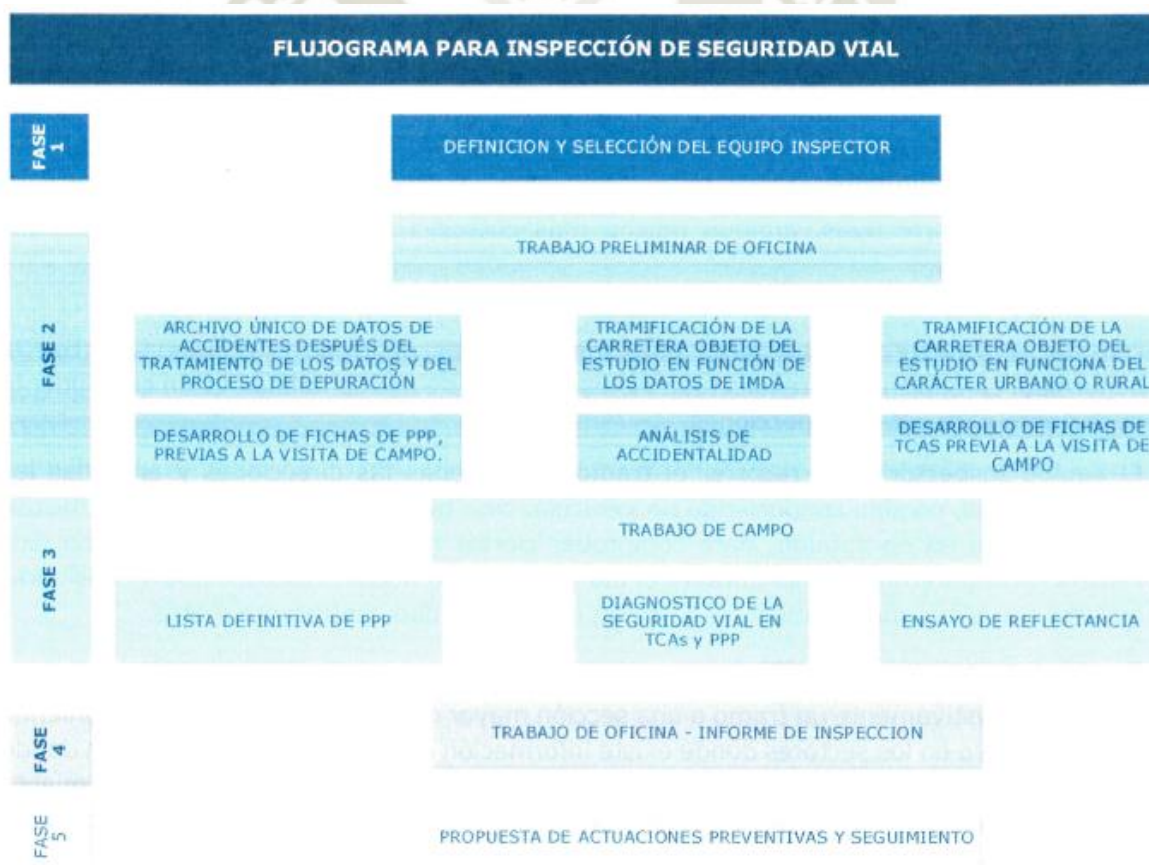 FLUJOGRAMA PARA INSPECCIÓN DE SEGURIDAD VIAL
FASE
1
DEFINICION Y SELECCIÓN DEL EQUIPO INSPECTOR
FASE 2
TRABAJO PRELIMINAR DE OFICINA
ARCHIVO ÚNICO DE DATOS DE
ACCIDENTES DESPUÉS DEL
TRATAMIENTO DE LOS DATOS Y DEL
PROCESO DE DEPURACIÓN
TRAMIFICACIÓN DE LA
CARRETERA OBJETO DEL
ESTUDIO EN FUNCIÓN DE
LOS DATOS DE IMDA
TRAMIFICACIÓN DE LA
CARRETERA OBJETO DEL
ESTUDIO EN FUNCIONA DEL
CARÁCTER URBANO O RURAL
DESARROLLO DE FICHAS DE PPP,
PREVIAS A LA VISITA DE CAMPO.
ANÁLISIS DE
ACCIDENTALIDAD
DESARROLLO DE FICHAS DE
TCAS PREVIA A LA VISITA DE
CAMPO
FASE 3
TRABAJO DE CAMPO
LISTA DEFINITIVA DE PPP
DIAGNOSTICO DE LA
SEGURIDAD VIAL EN
TCAs y PPP
ENSAYO DE REFLECTANCIA
FASE
4
TRABAJO DE OFICINA - INFORME DE INSPECCION
FASE
5
PROPUESTA DE ACTUACIONES PREVENTIVAS Y SEGUIMIENTO